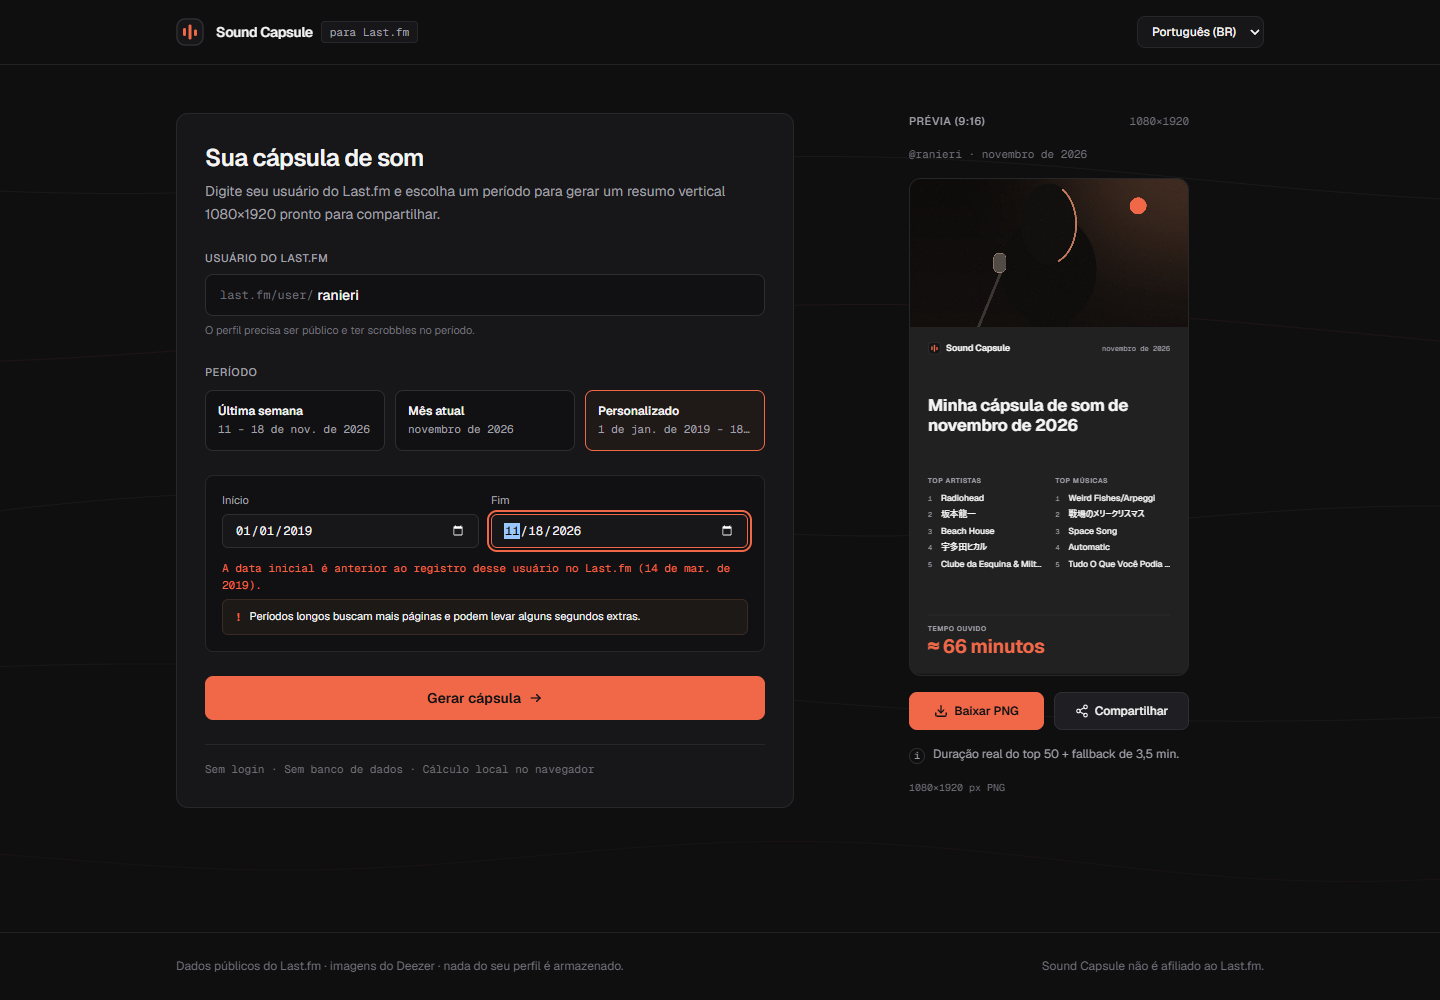 Sound Capsule para Last.fm
Português (BR)
Sua cápsula de som
Digite seu usuário do Last.fm e escolha um período para gerar um resumo vertical
1080×1920 pronto para compartilhar.
USUÁRIO DO LAST.FM
last.fm/user/ ranieri
O perfil precisa ser público e ter scrobbles no período.
PERÍODO
Última semana
11 – 18 de nov. de 2026
Mês atual
novembro de 2026
Personalizado
1 de jan. de 2019 – 18…
Início
01/01/2019
Fim
11/18/2026
A data inicial é anterior ao registro desse usuário no Last.fm (14 de mar. de
2019).
! Períodos longos buscam mais páginas e podem levar alguns segundos extras.
Gerar cápsula →
Sem login · Sem banco de dados · Cálculo local no navegador
PRÉVIA (9:16)
1080×1920
@ranieri · novembro de 2026
Sound Capsule
novembro de 2026
Minha cápsula de som de
novembro de 2026
TOP ARTISTAS
1 Radiohead
2 坂本龍一
3 Beach House
4 宇多田ヒカル
5 Clube da Esquina & Milt...
TOP MÚSICAS
1 Weird Fishes/Arpeggi
2 戦場のメリークリスマス
3 Space Song
4 Automatic
5 Tudo O Que Você Podia ...
TEMPO OUVIDO
≈ 66 minutos
Baixar PNG
Compartilhar
i Duração real do top 50 + fallback de 3,5 min.
1080×1920 px PNG
Dados públicos do Last.fm · imagens do Deezer · nada do seu perfil é armazenado.
Sound Capsule não é afiliado ao Last.fm.